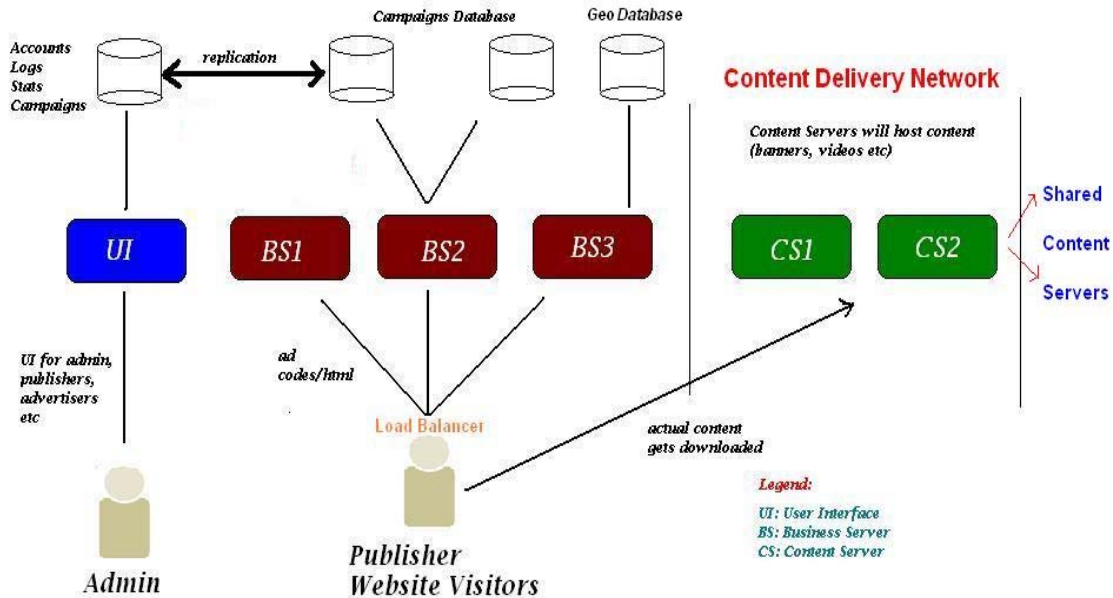 Campaigns Database
Geo Database
Accounts
Logs
Stats
Campaigns
replication
Content Delivery Network
Content Servers will host content
(banners, videos etc)
UI
BS1
BS2
BS3
CS1
CS2
Shared
Content
Servers
UI for admin,
publishers,
advertisers
etc
ad
codes/html
Load Balancer
actual content
gets downloaded
Legend:
UI: User Interface
BS: Business Server
CS: Content Server
Admin
Publisher
Website Visitors